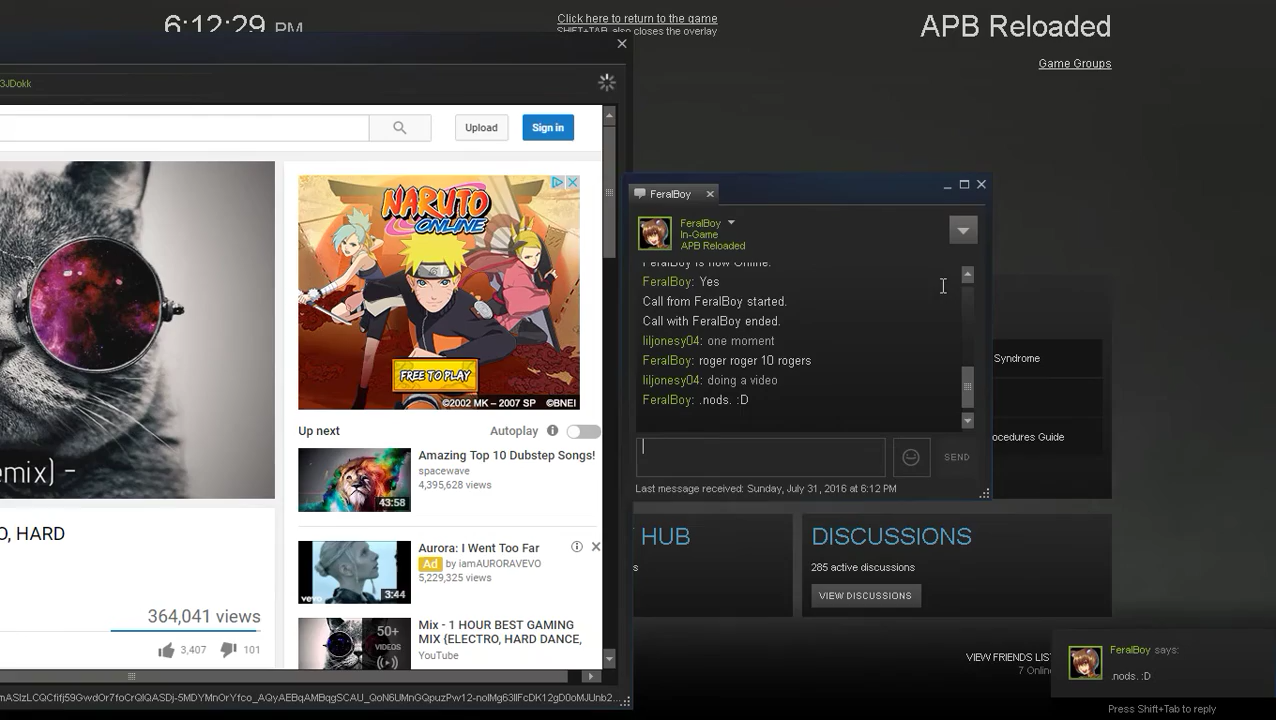 6:12:29 PM
Click here to return to the game
SHIFT+TAB also closes the overlay
APB Reloaded
Game Groups
3JDokk
Upload
Sign in
NARUTO
ONLINE
FREE TO PLAY
©2002 MK – 2007 SP ©BNEI
emix) -
O, HARD
364,041 views
3,407
101
Up next
Autoplay
Amazing Top 10 Dubstep Songs!
spacewave
4,395,628 views
43:58
Aurora: I Went Too Far
Ad by iamAURORAVEVO
5,229,325 views
vevo
3:44
Mix - 1 HOUR BEST GAMING
MIX {ELECTRO, HARD DANCE,
YouTube
50+
VIDEOS
FeralBoy
FeralBoy
In-Game
APB Reloaded
FeralBoy is now Online.
FeralBoy: Yes
Call from FeralBoy started.
Call with FeralBoy ended.
liljonesy04: one moment
FeralBoy: roger roger 10 rogers
liljonesy04: doing a video
FeralBoy: .nods. :D
SEND
Last message received: Sunday, July 31, 2016 at 6:12 PM
Syndrome
ocedures Guide
HUB
s
DISCUSSIONS
285 active discussions
VIEW DISCUSSIONS
VIEW FRIENDS LIS
7 Onlin
FeralBoy says:
.nods. :D
Press Shift+Tab to reply